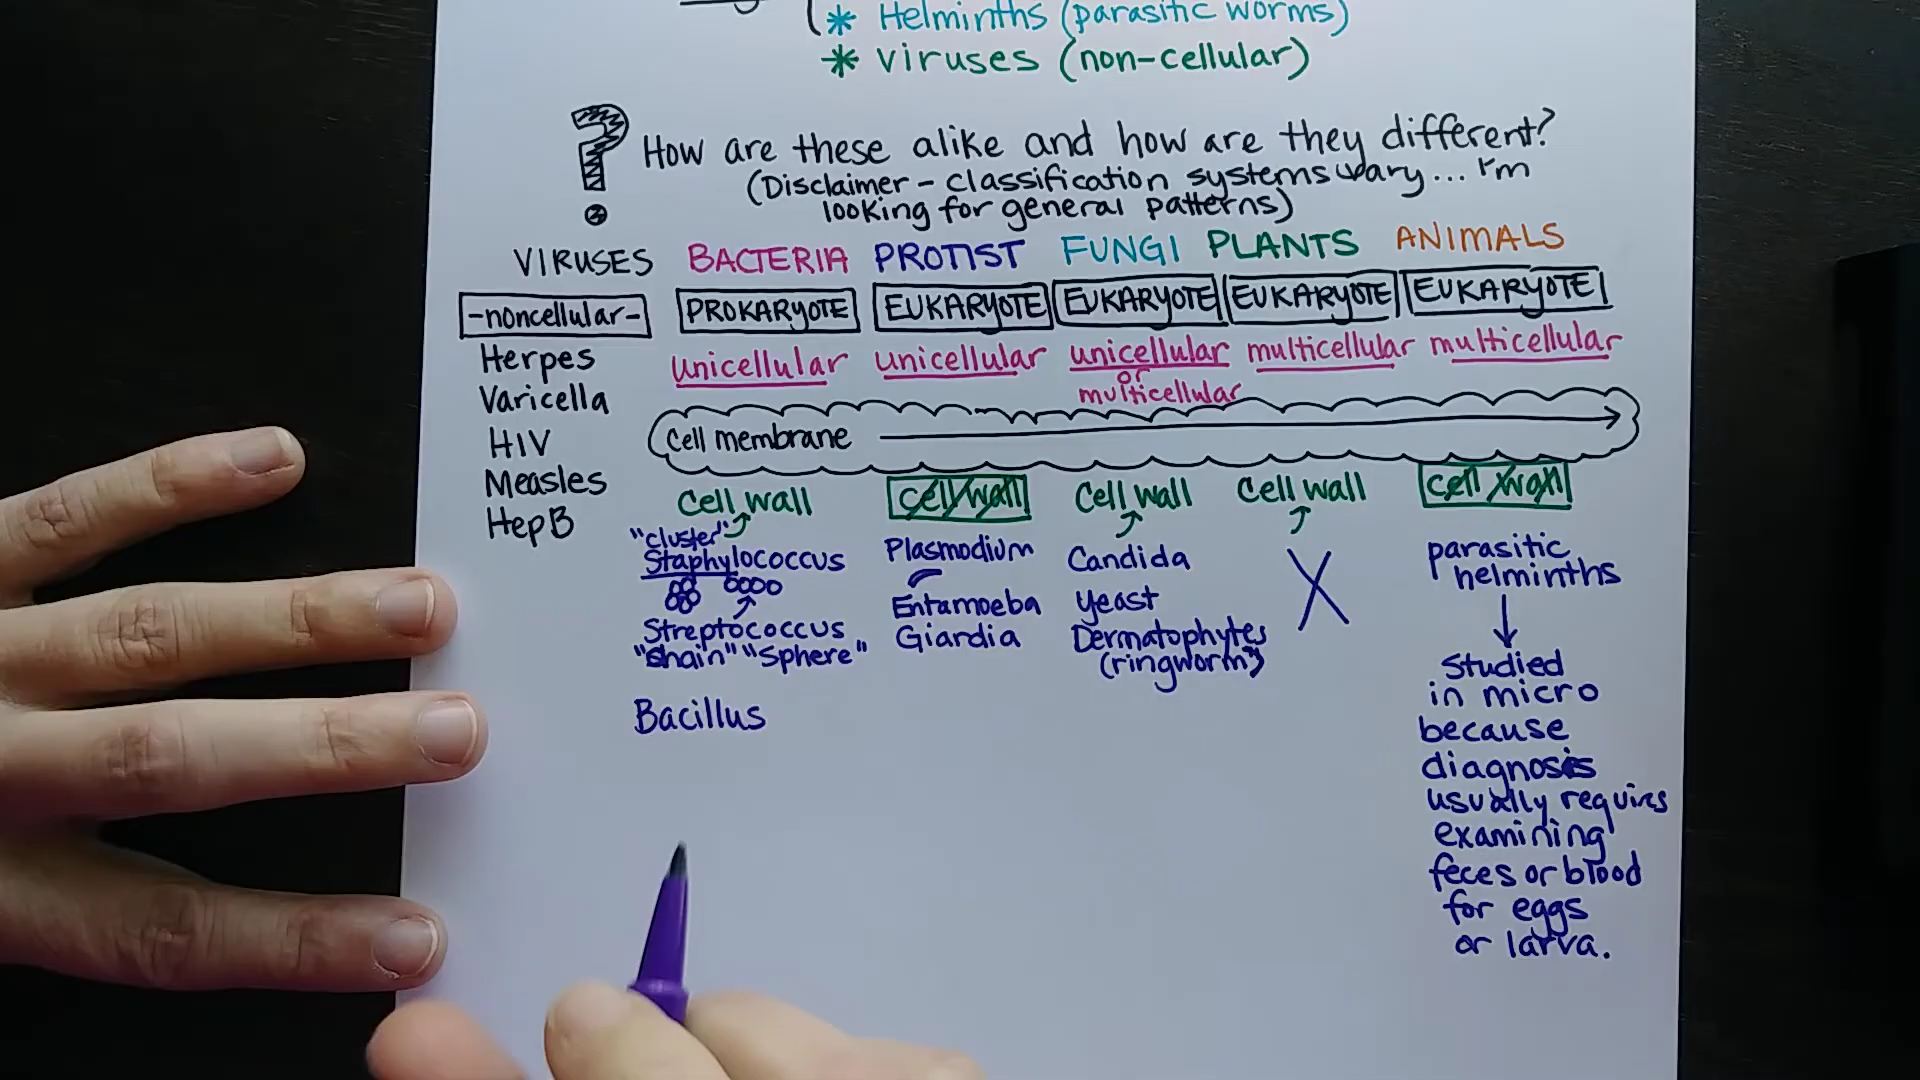 * Helminths (parasitic worms)
* Viruses (non-cellular)
? How are these alike and how are they different?
(Disclaimer - classification systems vary... I'm
looking for general patterns)
VIRUSES BACTERIA PROTIST FUNGI PLANTS ANIMALS
-noncellular- PROKARYOTE EUKARYOTE EUKARYOTE EUKARYOTE EUKARYOTE
Herpes unicellular unicellular unicellular multicellular multicellular
or
Varicella multicellular
HIV Cell membrane
Measles Cell wall Cell wall Cell wall Cell wall Cell wall
HepB
"cluster"
Staphylococcus Plasmodium Candida X parasitic
helminths
Entamoeba Yeast
Streptococcus Giardia Dermatophytes
"chain" "Sphere" (ringworm)
Studied
in micro
Bacillus because
diagnosis
usually requires
examining
feces or blood
for eggs
or larva.